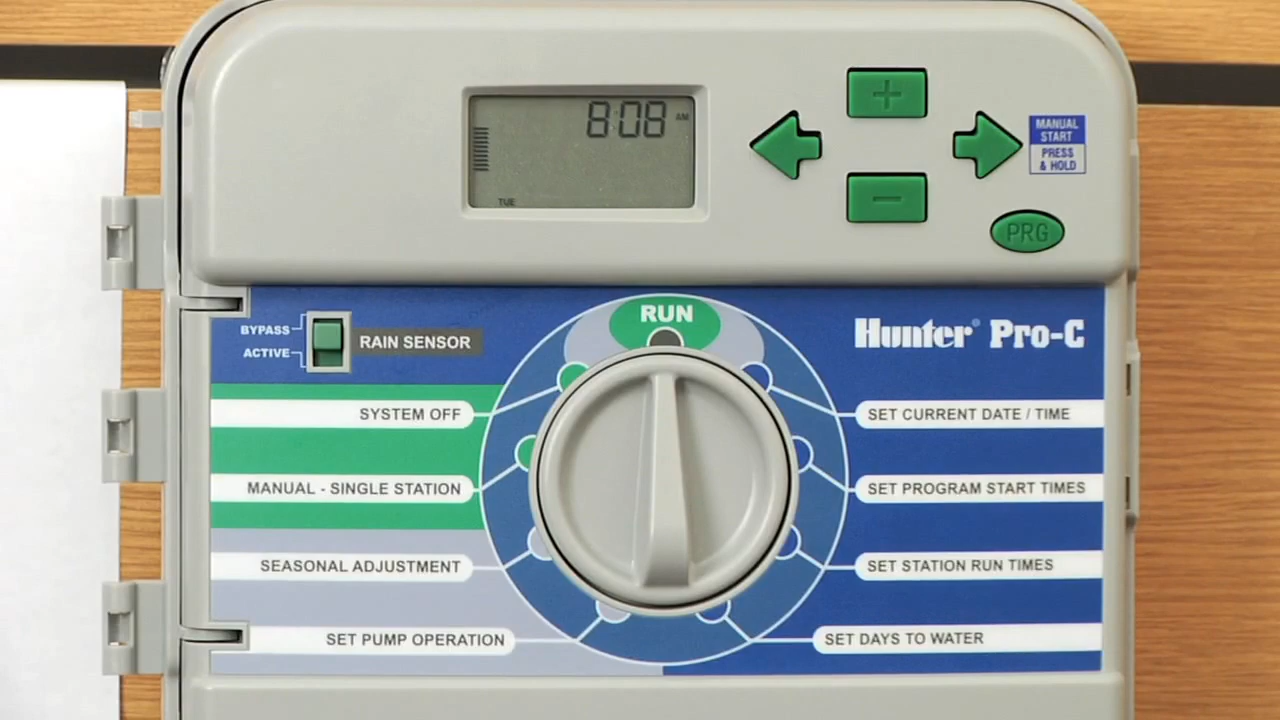 8:08 AM
TUE
+
−
MANUAL
START
PRESS
& HOLD
PRG
BYPASS
ACTIVE
RAIN SENSOR
RUN
Hunter® Pro-C
SYSTEM OFF
MANUAL - SINGLE STATION
SEASONAL ADJUSTMENT
SET PUMP OPERATION
SET CURRENT DATE / TIME
SET PROGRAM START TIMES
SET STATION RUN TIMES
SET DAYS TO WATER